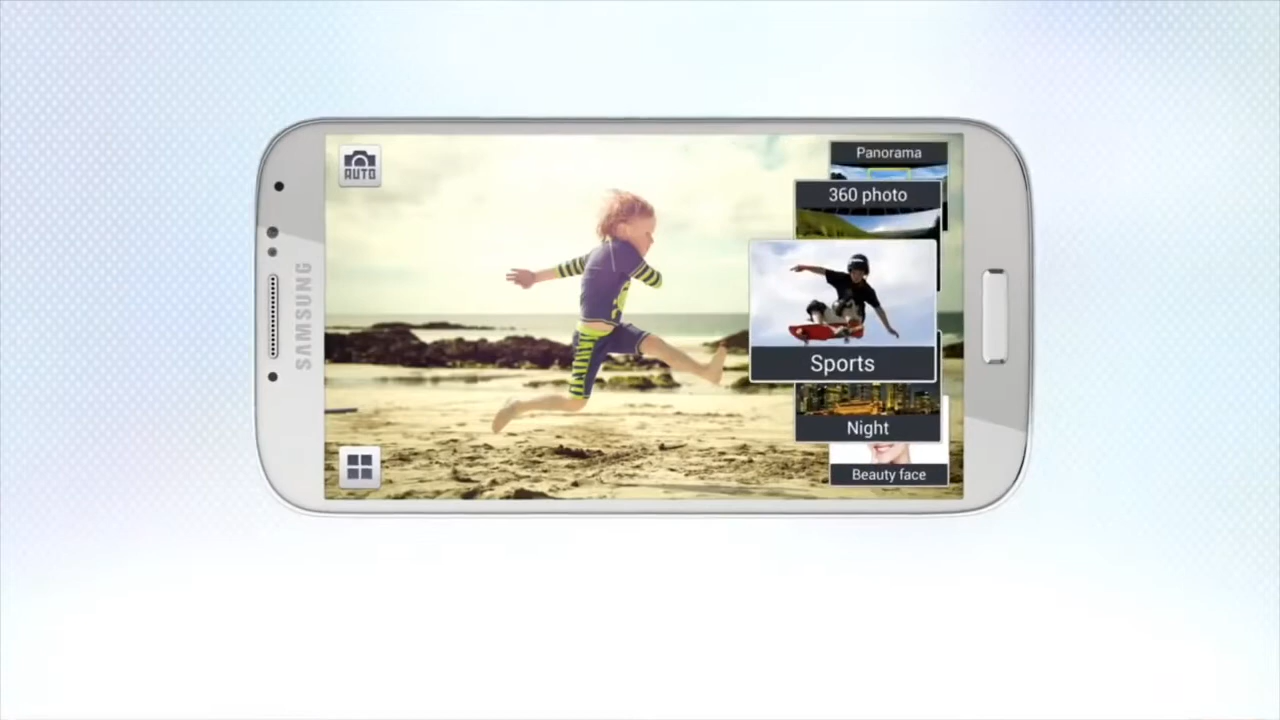 SAMSUNG
AUTO
Panorama
360 photo
Sports
Night
Beauty face